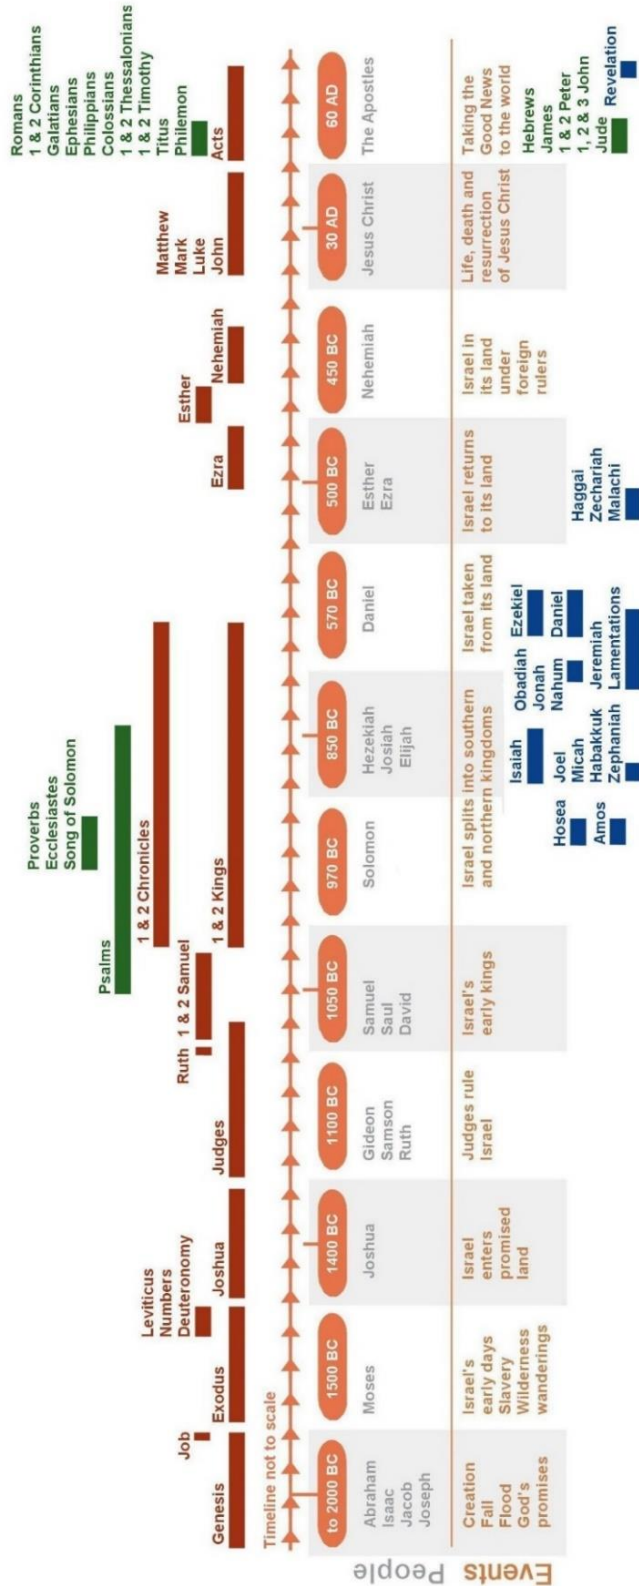 Proverbs
Ecclesiastes
Song of Solomon
Romans
1 & 2 Corinthians
Galatians
Ephesians
Philippians
Colossians
1 & 2 Thessalonians
1 & 2 Timothy
Titus
Philemon
Psalms
1 & 2 Chronicles
Leviticus
Numbers
Deuteronomy
Matthew
Mark
Luke
John
Job
Ruth
1 & 2 Samuel
Esther
Genesis
Exodus
Joshua
Judges
1 & 2 Kings
Ezra
Nehemiah
Acts
Timeline not to scale
to 2000 BC
1500 BC
1400 BC
1100 BC
1050 BC
970 BC
850 BC
570 BC
500 BC
450 BC
30 AD
60 AD
People
Abraham
Isaac
Jacob
Joseph
Moses
Joshua
Gideon
Samson
Ruth
Samuel
Saul
David
Solomon
Hezekiah
Josiah
Elijah
Daniel
Esther
Ezra
Nehemiah
Jesus Christ
The Apostles
Events
Creation
Fall
Flood
God's
promises
Israel's
early days
Slavery
Wilderness
wanderings
Israel
enters
promised
land
Judges rule
Israel
Israel's
early kings
Israel splits into southern
and northern kingdoms
Israel taken
from its land
Israel returns
to its land
Israel in
its land
under
foreign
rulers
Life, death and
resurrection
of Jesus Christ
Taking the
Good News
to the world
Hosea
Amos
Isaiah
Joel
Micah
Habakkuk
Zephaniah
Obadiah
Jonah
Nahum
Jeremiah
Lamentations
Ezekiel
Daniel
Haggai
Zechariah
Malachi
Hebrews
James
1 & 2 Peter
1, 2 & 3 John
Jude
Revelation